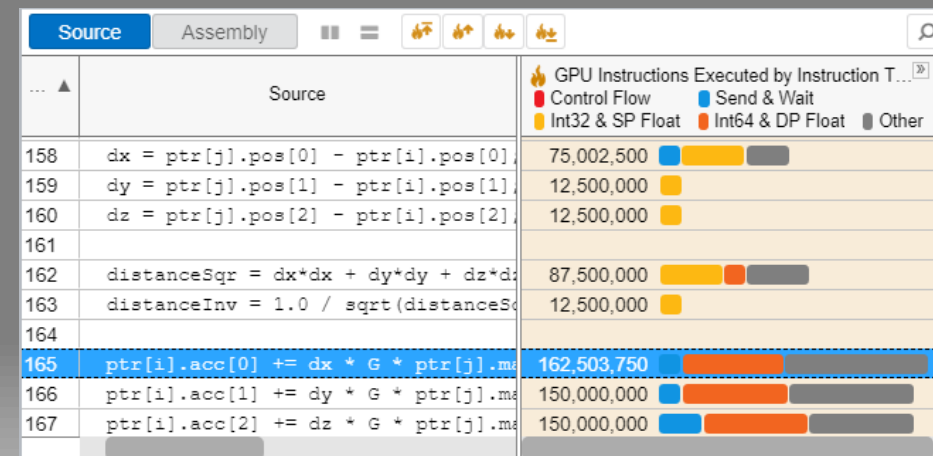 Source Assembly
... ▲ Source GPU Instructions Executed by Instruction T...
Control Flow Send & Wait
Int32 & SP Float Int64 & DP Float Other
158 dx = ptr[j].pos[0] - ptr[i].pos[0]; 75,002,500
159 dy = ptr[j].pos[1] - ptr[i].pos[1]; 12,500,000
160 dz = ptr[j].pos[2] - ptr[i].pos[2]; 12,500,000
161
162 distanceSqr = dx*dx + dy*dy + dz*dz 87,500,000
163 distanceInv = 1.0 / sqrt(distanceSq 12,500,000
164
165 ptr[i].acc[0] += dx * G * ptr[j].ma 162,503,750
166 ptr[i].acc[1] += dy * G * ptr[j].ma 150,000,000
167 ptr[i].acc[2] += dz * G * ptr[j].ma 150,000,000